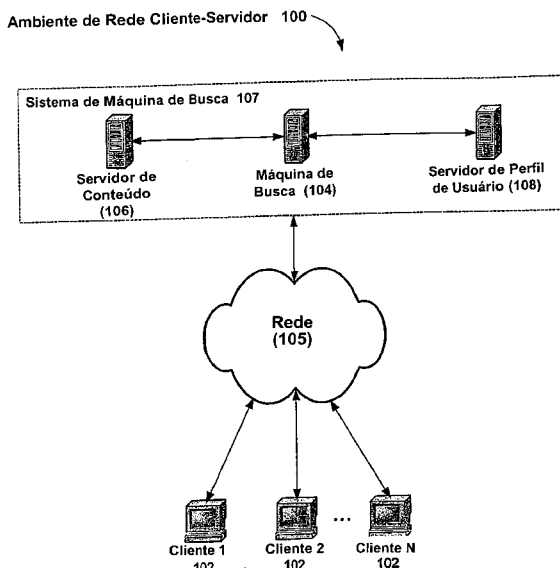 Ambiente de Rede Cliente-Servidor 100
Sistema de Máquina de Busca 107
Servidor de
Conteúdo
(106)
Máquina de
Busca (104)
Servidor de Perfil
de Usuário (108)
Rede
(105)
Cliente 1
102
Cliente 2
102
...
Cliente N
102